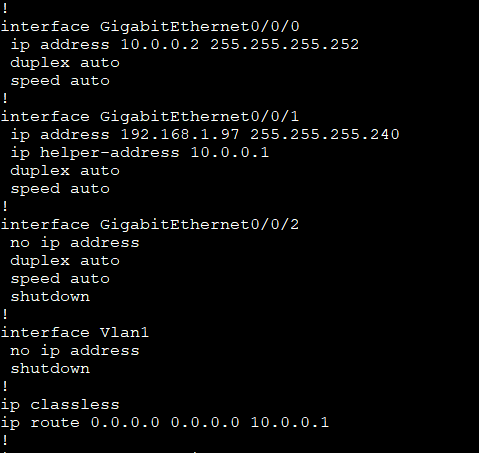 !
interface GigabitEthernet0/0/0
 ip address 10.0.0.2 255.255.255.252
 duplex auto
 speed auto
!
interface GigabitEthernet0/0/1
 ip address 192.168.1.97 255.255.255.240
 ip helper-address 10.0.0.1
 duplex auto
 speed auto
!
interface GigabitEthernet0/0/2
 no ip address
 duplex auto
 speed auto
 shutdown
!
interface Vlan1
 no ip address
 shutdown
!
ip classless
ip route 0.0.0.0 0.0.0.0 10.0.0.1
!